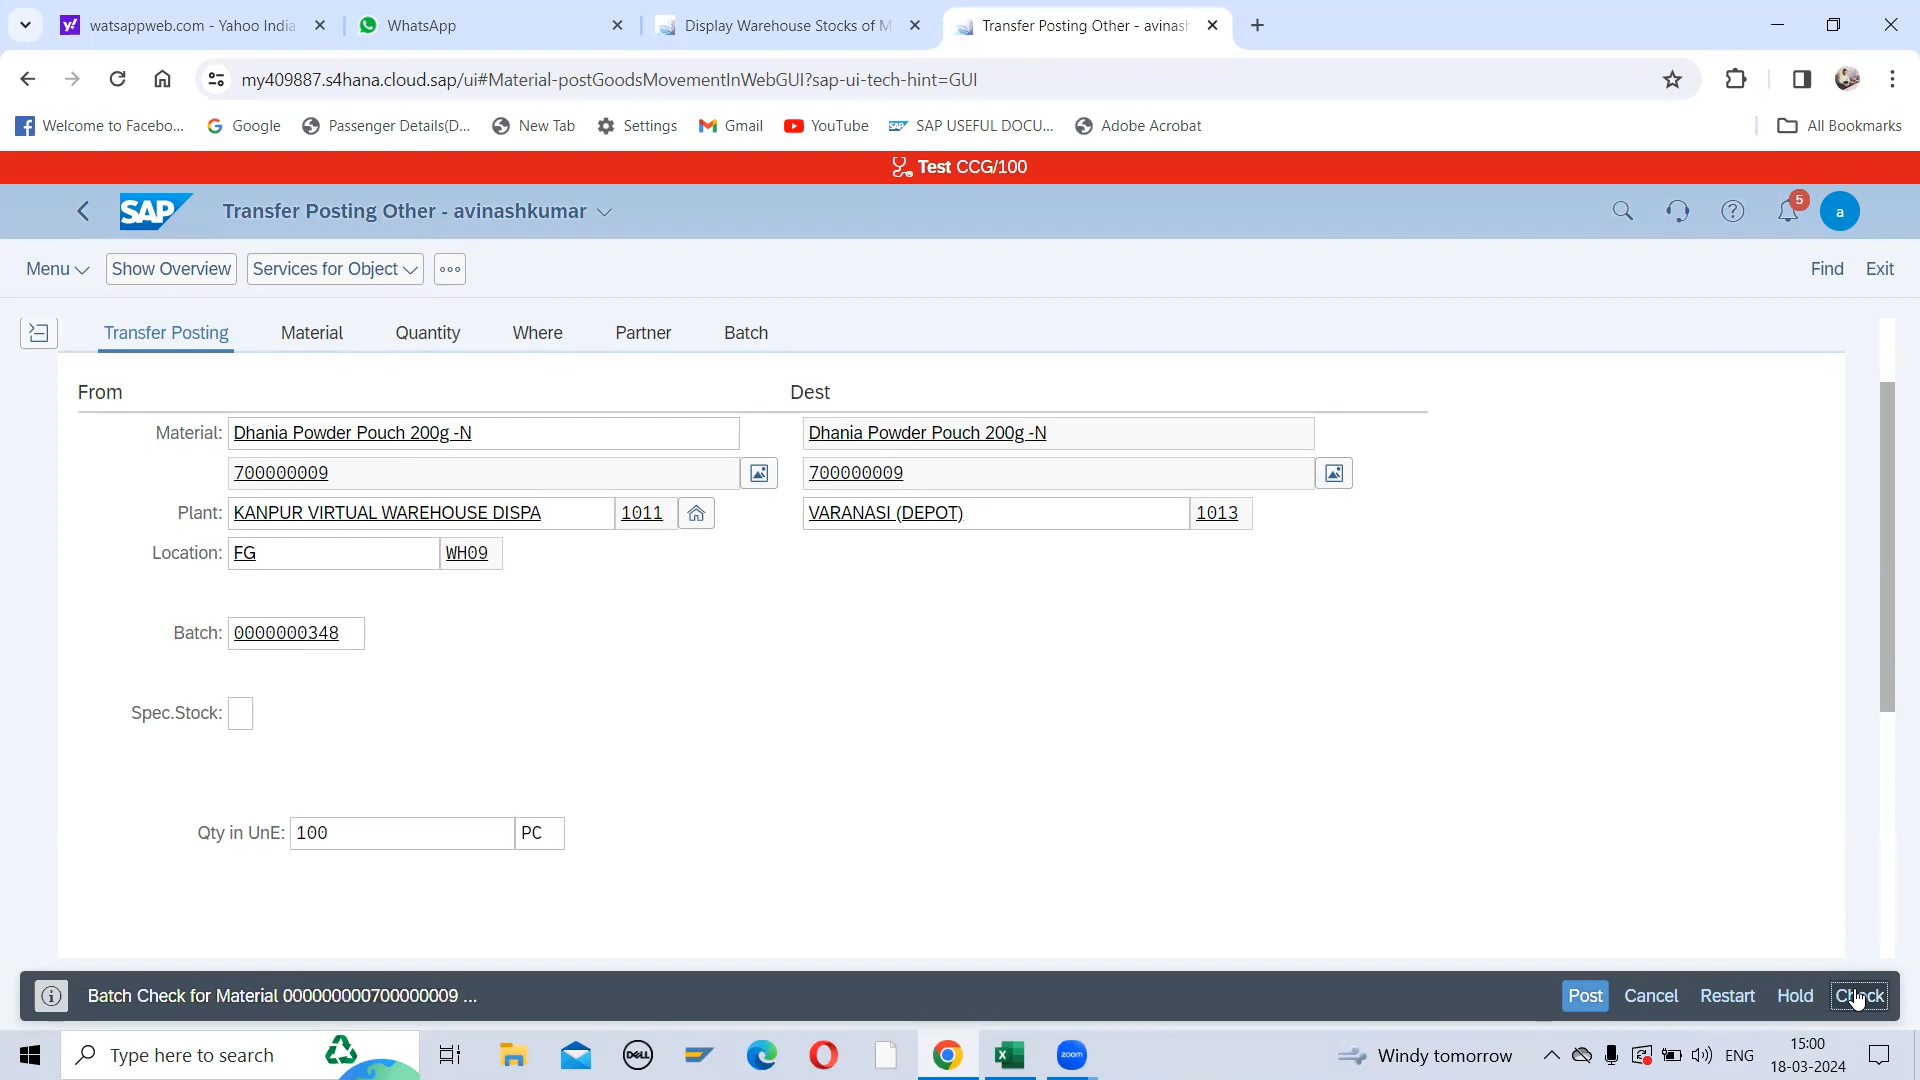 watsappweb.com - Yahoo India
WhatsApp
Display Warehouse Stocks of M
Transfer Posting Other - avinash
my409887.s4hana.cloud.sap/ui#Material-postGoodsMovementInWebGUI?sap-ui-tech-hint=GUI
Welcome to Facebo...
Google
Passenger Details(D...
New Tab
Settings
Gmail
YouTube
SAP USEFUL DOCU...
Adobe Acrobat
All Bookmarks
Test CCG/100
SAP
Transfer Posting Other - avinashkumar
5
a
Menu
Show Overview
Services for Object
Find
Exit
Transfer Posting
Material
Quantity
Where
Partner
Batch
From
Dest
Material: Dhania Powder Pouch 200g -N
Dhania Powder Pouch 200g -N
700000009
700000009
Plant: KANPUR VIRTUAL WAREHOUSE DISPA 1011
VARANASI (DEPOT) 1013
Location: FG WH09
Batch: 0000000348
Spec.Stock:
Qty in UnE: 100 PC
Batch Check for Material 000000000700000009 ...
Post
Cancel
Restart
Hold
Check
Type here to search
DELL
zoom
Windy tomorrow
ENG
15:00
18-03-2024